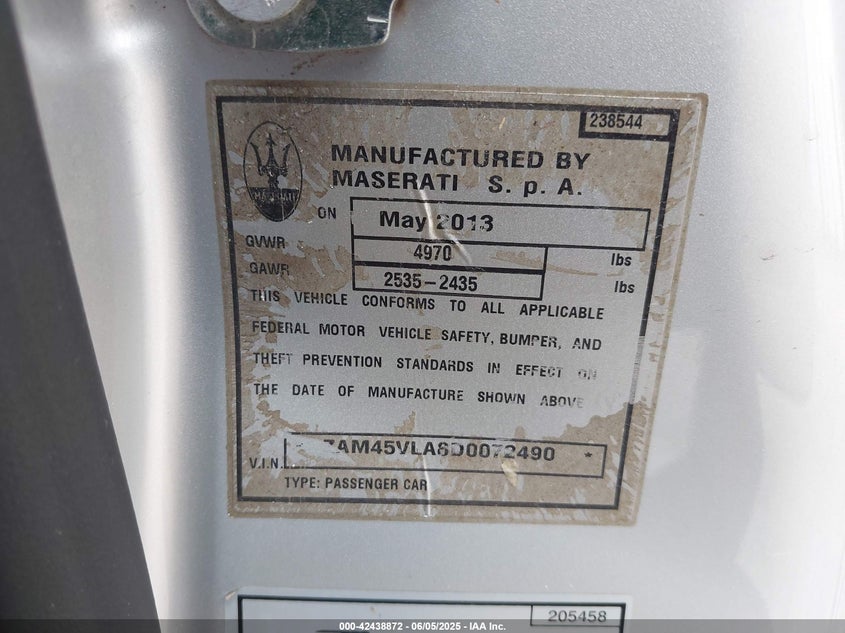 238544
MASERATI
MANUFACTURED BY
MASERATI S. p. A.
ON May 2013
GVWR 4970 lbs
GAWR 2535-2435 lbs
THIS VEHICLE CONFORMS TO ALL APPLICABLE
FEDERAL MOTOR VEHICLE SAFETY, BUMPER, AND
THEFT PREVENTION STANDARDS IN EFFECT ON
THE DATE OF MANUFACTURE SHOWN ABOVE
V.I.N. ZAM45VLA8D0072490 *
TYPE: PASSENGER CAR
205458
000-42438872 - 06/05/2025 - IAA Inc.